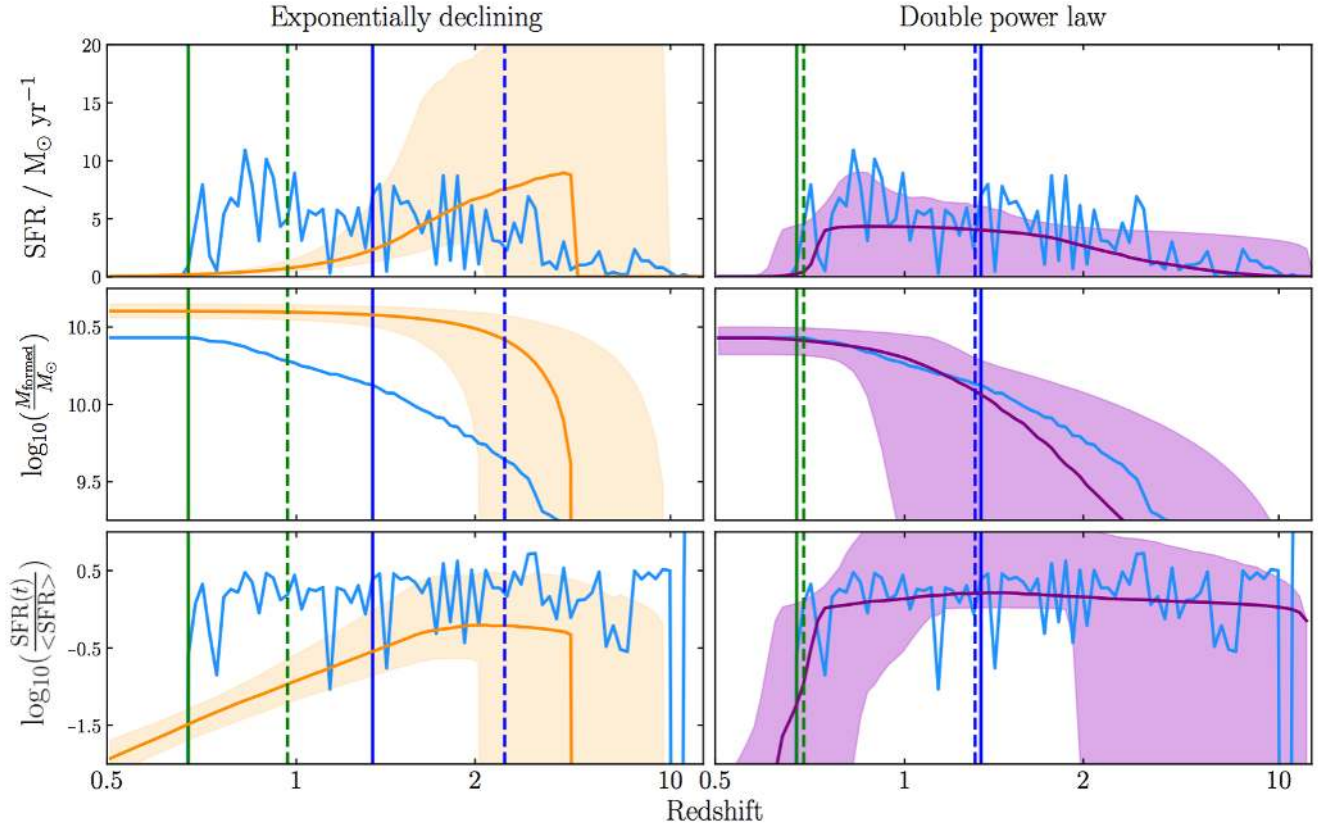 Exponentially declining
Double power law
SFR / M⊙ yr−1
20
15
10
5
0
log10(Mformed/M⊙)
10.5
10.0
9.5
log10(SFR(t)/<SFR>)
0.5
-0.5
-1.5
0.5 1 2 10
0.5 1 2 10
Redshift